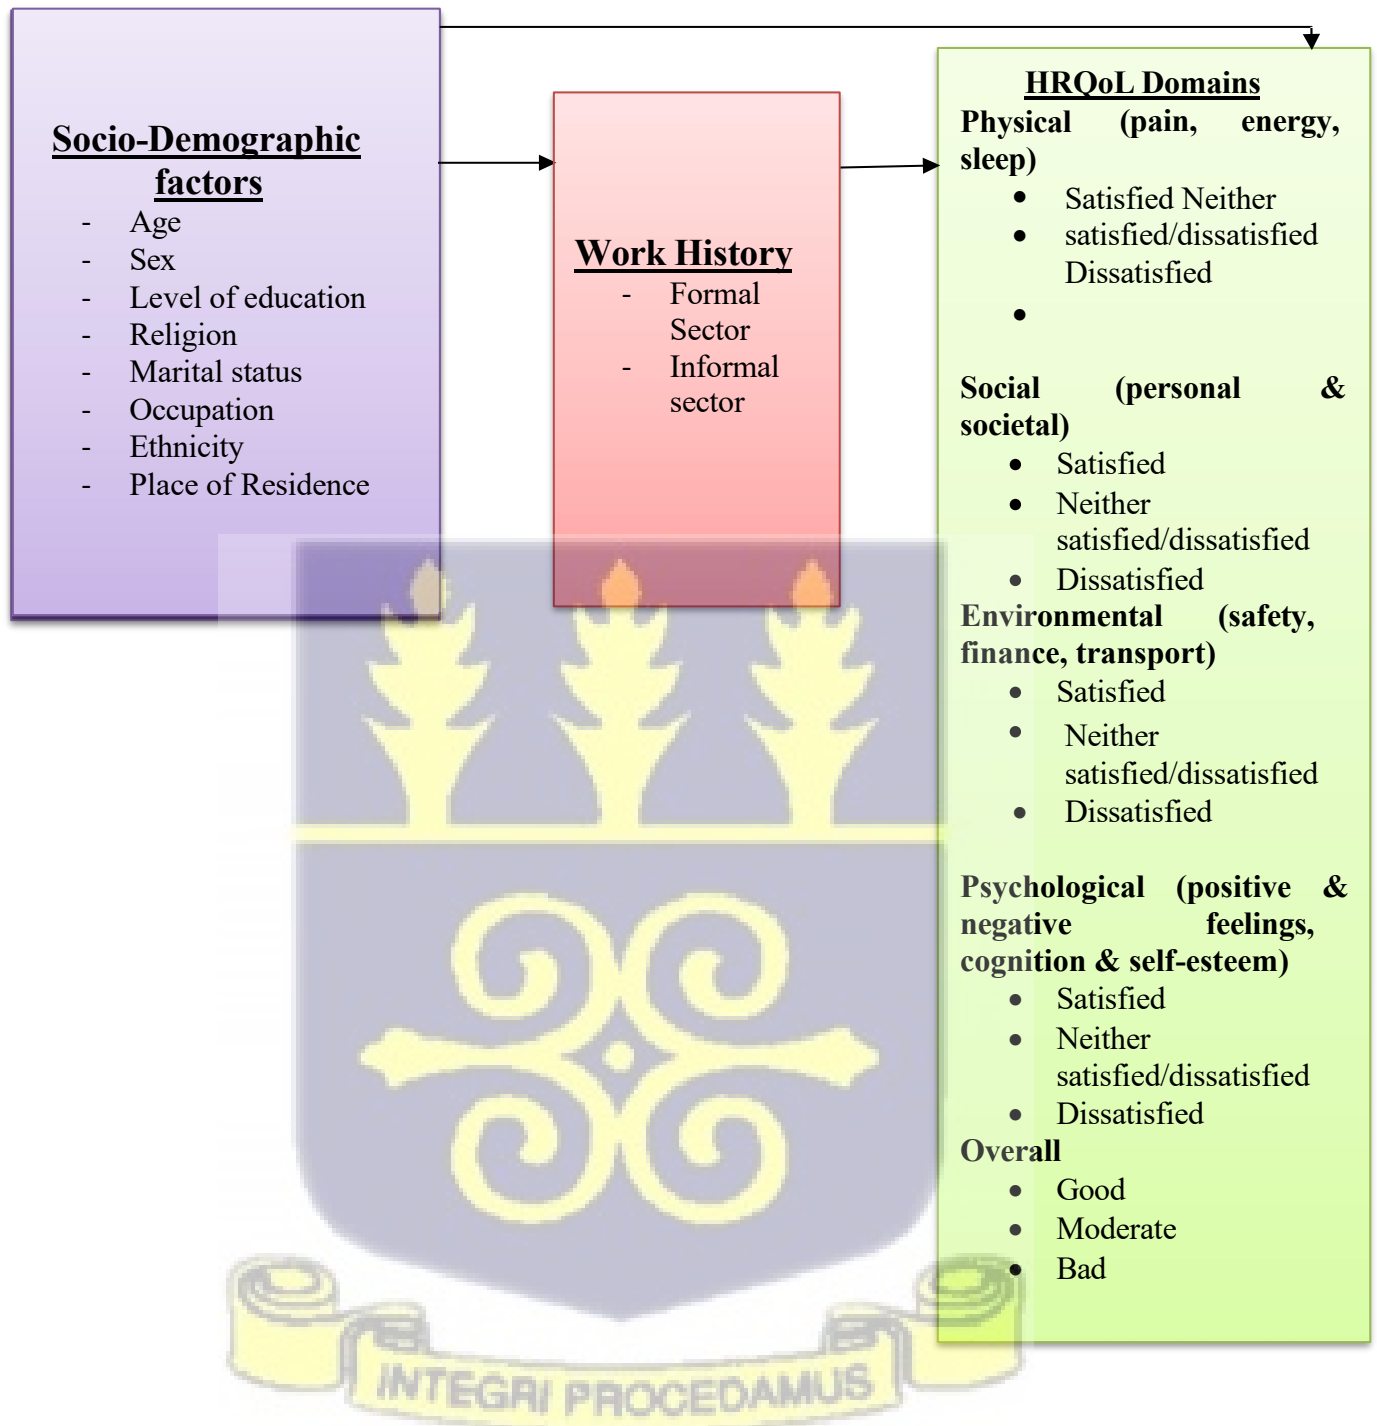 Socio-Demographic
factors
- Age
- Sex
- Level of education
- Religion
- Marital status
- Occupation
- Ethnicity
- Place of Residence
Work History
- Formal
Sector
- Informal
sector
HRQoL Domains
Physical (pain, energy,
sleep)
• Satisfied Neither
• satisfied/dissatisfied
Dissatisfied
•
Social (personal &
societal)
• Satisfied
• Neither
satisfied/dissatisfied
• Dissatisfied
Environmental (safety,
finance, transport)
• Satisfied
• Neither
satisfied/dissatisfied
• Dissatisfied
Psychological (positive &
negative feelings,
cognition & self-esteem)
• Satisfied
• Neither
satisfied/dissatisfied
• Dissatisfied
Overall
• Good
• Moderate
• Bad
INTEGRI PROCEDAMUS